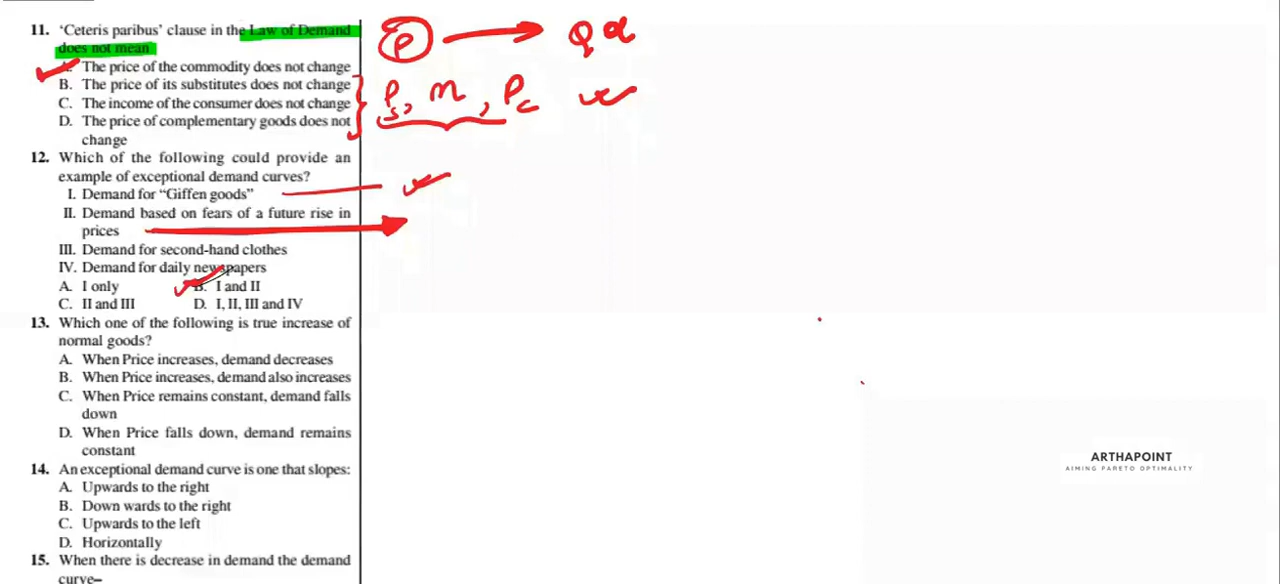 11. ‘Ceteris paribus’ clause in the Law of Demand
does not mean
The price of the commodity does not change
B. The price of its substitutes does not change
C. The income of the consumer does not change
D. The price of complementary goods does not
change
12. Which of the following could provide an
example of exceptional demand curves?
I. Demand for “Giffen goods”
II. Demand based on fears of a future rise in
prices
III. Demand for second-hand clothes
IV. Demand for daily newspapers
A. I only
B. I and II
C. II and III
D. I, II, III and IV
13. Which one of the following is true increase of
normal goods?
A. When Price increases, demand decreases
B. When Price increases, demand also increases
C. When Price remains constant, demand falls
down
D. When Price falls down, demand remains
constant
14. An exceptional demand curve is one that slopes:
A. Upwards to the right
B. Down wards to the right
C. Upwards to the left
D. Horizontally
15. When there is decrease in demand the demand
curve–
P
Ps, M, Pc
ARTHAPOINT
AIMING PARETO OPTIMALITY